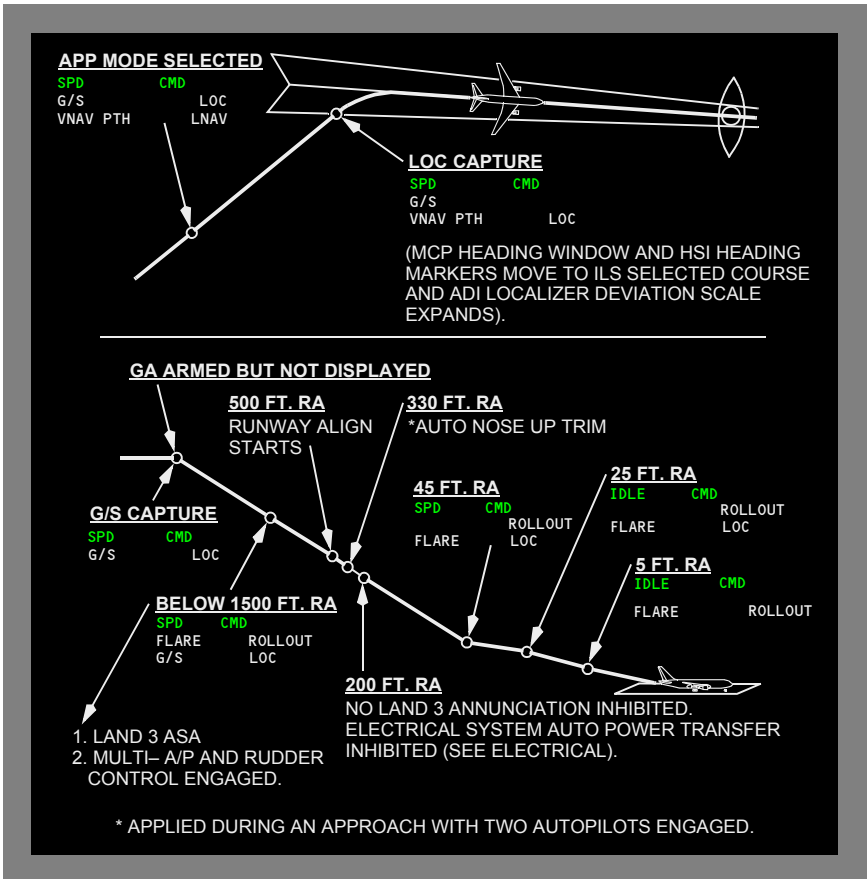 APP MODE SELECTED
SPD CMD
G/S LOC
VNAV PTH LNAV
LOC CAPTURE
SPD CMD
G/S
VNAV PTH LOC
(MCP HEADING WINDOW AND HSI HEADING
MARKERS MOVE TO ILS SELECTED COURSE
AND ADI LOCALIZER DEVIATION SCALE
EXPANDS).
GA ARMED BUT NOT DISPLAYED
500 FT. RA
RUNWAY ALIGN
STARTS
330 FT. RA
*AUTO NOSE UP TRIM
G/S CAPTURE
SPD CMD
G/S LOC
45 FT. RA
SPD CMD
ROLLOUT
FLARE LOC
25 FT. RA
IDLE CMD
ROLLOUT
FLARE LOC
5 FT. RA
IDLE CMD
FLARE ROLLOUT
BELOW 1500 FT. RA
SPD CMD
FLARE ROLLOUT
G/S LOC
200 FT. RA
NO LAND 3 ANNUNCIATION INHIBITED.
ELECTRICAL SYSTEM AUTO POWER TRANSFER
INHIBITED (SEE ELECTRICAL).
1. LAND 3 ASA
2. MULTI– A/P AND RUDDER
CONTROL ENGAGED.
* APPLIED DURING AN APPROACH WITH TWO AUTOPILOTS ENGAGED.